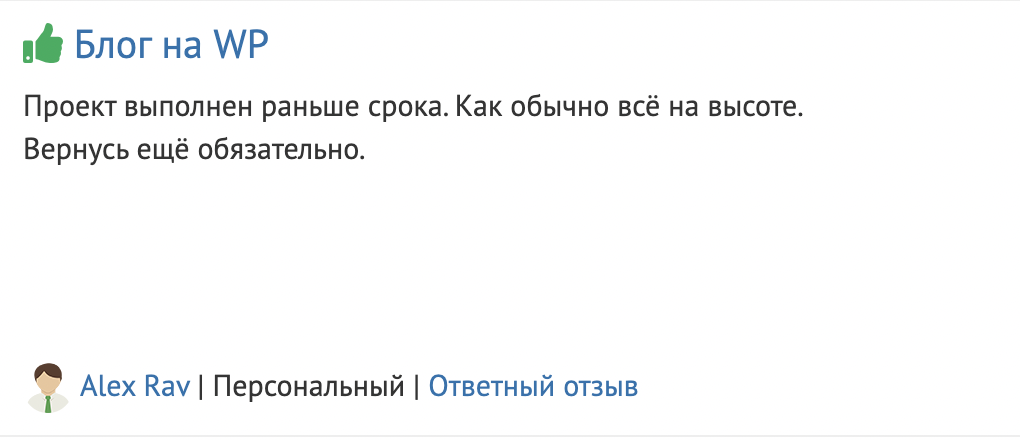 Блог на WP
Проект выполнен раньше срока. Как обычно всё на высоте.
Вернусь ещё обязательно.
Alex Rav | Персональный | Ответный отзыв